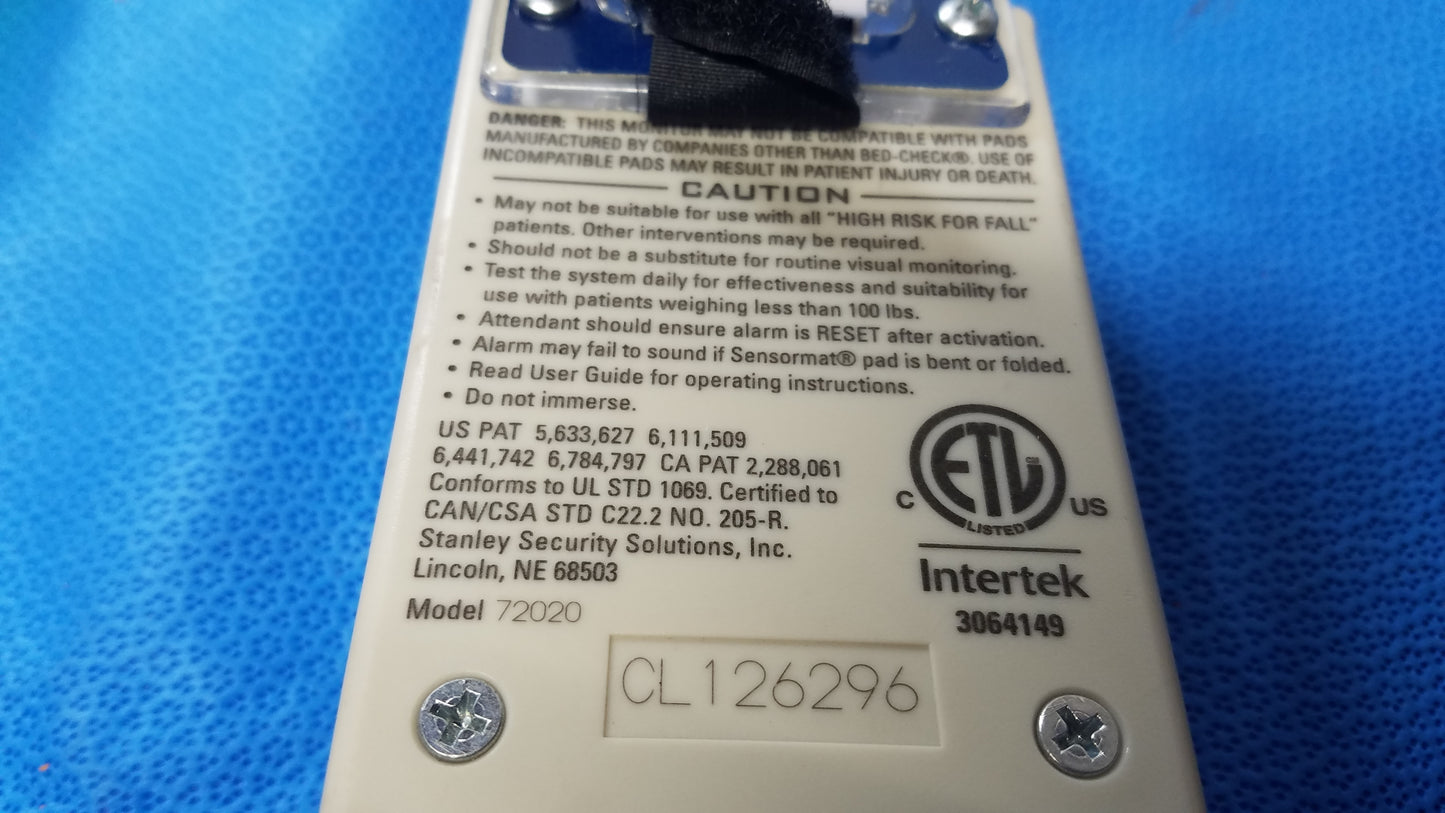 DANGER: THIS MONITOR MAY NOT BE COMPATIBLE WITH PADS
MANUFACTURED BY COMPANIES OTHER THAN BED-CHECK®. USE OF
INCOMPATIBLE PADS MAY RESULT IN PATIENT INJURY OR DEATH.
CAUTION
• May not be suitable for use with all "HIGH RISK FOR FALL"
patients. Other interventions may be required.
• Should not be a substitute for routine visual monitoring.
• Test the system daily for effectiveness and suitability for
use with patients weighing less than 100 lbs.
• Attendant should ensure alarm is RESET after activation.
• Alarm may fail to sound if Sensormat® pad is bent or folded.
• Read User Guide for operating instructions.
• Do not immerse.
US PAT 5,633,627 6,111,509
6,441,742 6,784,797 CA PAT 2,288,061
Conforms to UL STD 1069. Certified to
CAN/CSA STD C22.2 NO. 205-R.
Stanley Security Solutions, Inc.
Lincoln, NE 68503
Model 72020
C ETL CM US
LISTED
Intertek
3064149
CL126296